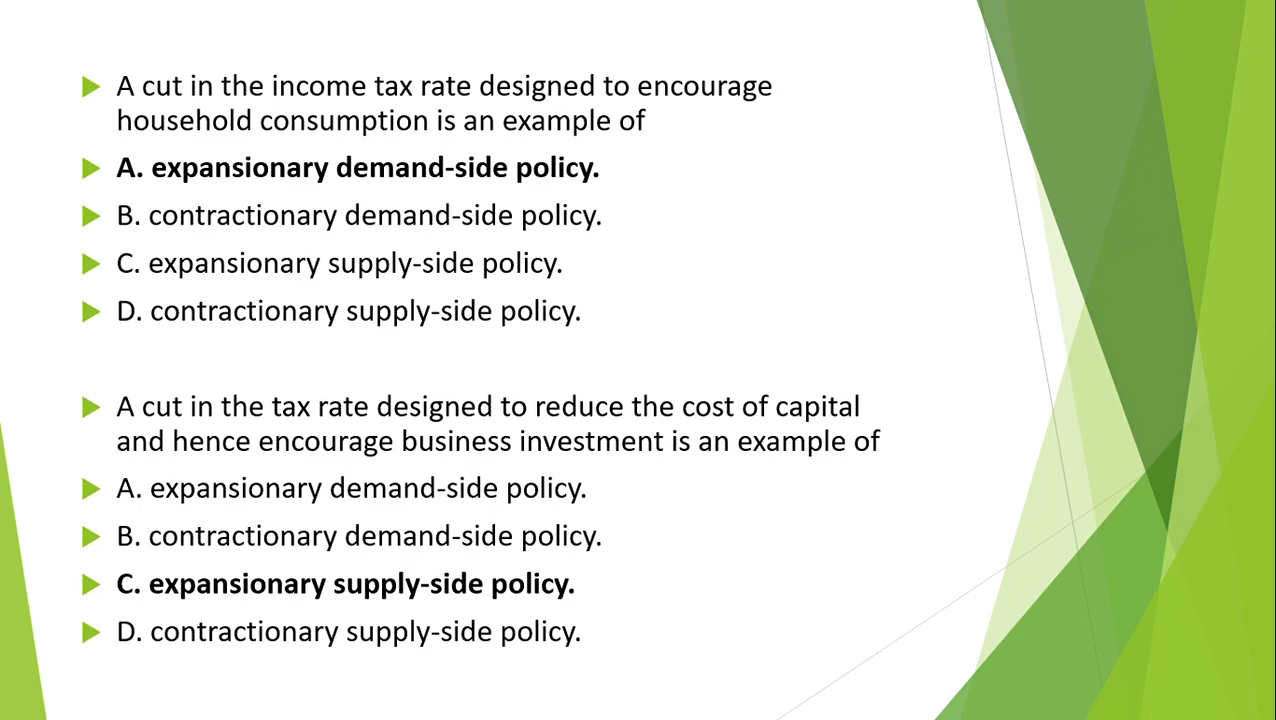 A cut in the income tax rate designed to encourage
household consumption is an example of
A. expansionary demand-side policy.
B. contractionary demand-side policy.
C. expansionary supply-side policy.
D. contractionary supply-side policy.
A cut in the tax rate designed to reduce the cost of capital
and hence encourage business investment is an example of
A. expansionary demand-side policy.
B. contractionary demand-side policy.
C. expansionary supply-side policy.
D. contractionary supply-side policy.